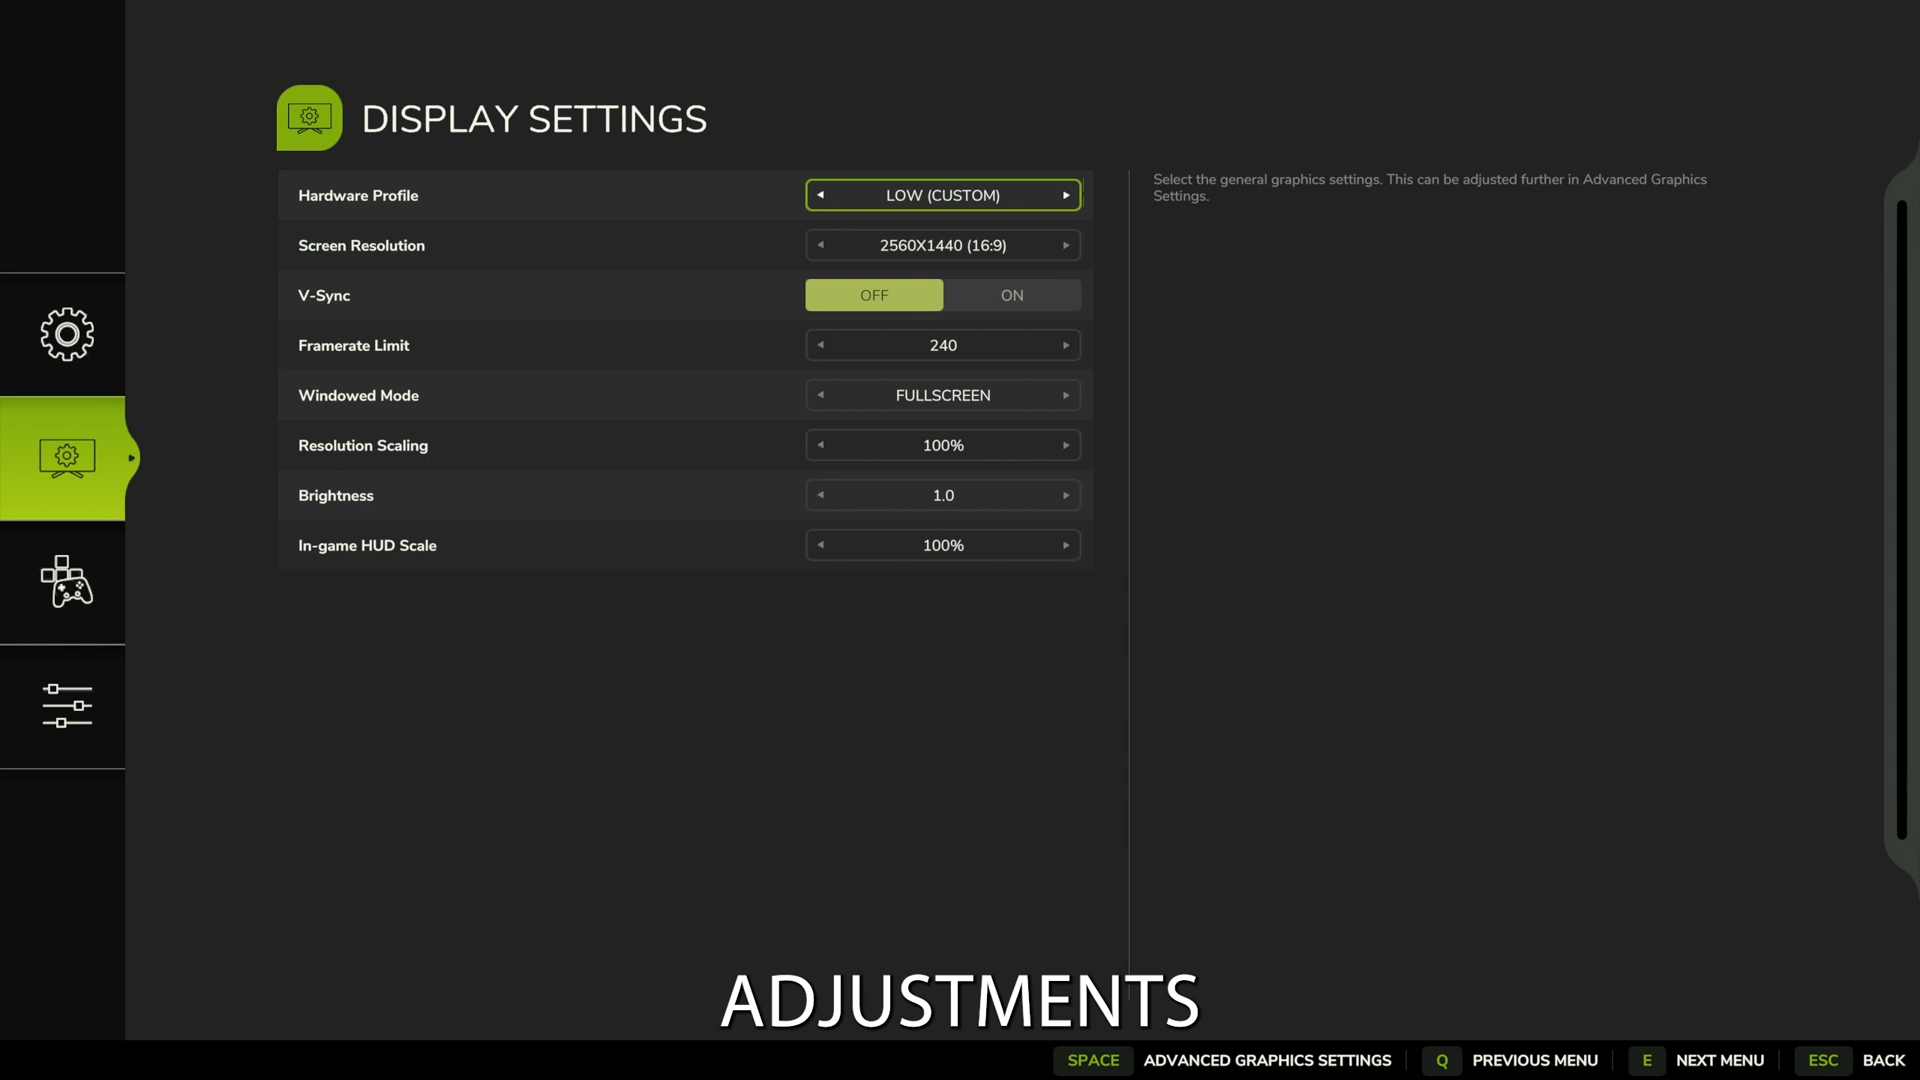 DISPLAY SETTINGS
Hardware Profile LOW (CUSTOM)
Screen Resolution 2560X1440 (16:9)
V-Sync OFF ON
Framerate Limit 240
Windowed Mode FULLSCREEN
Resolution Scaling 100%
Brightness 1.0
In-game HUD Scale 100%
Select the general graphics settings. This can be adjusted further in Advanced Graphics
Settings.
ADJUSTMENTS
SPACE ADVANCED GRAPHICS SETTINGS Q PREVIOUS MENU E NEXT MENU ESC BACK